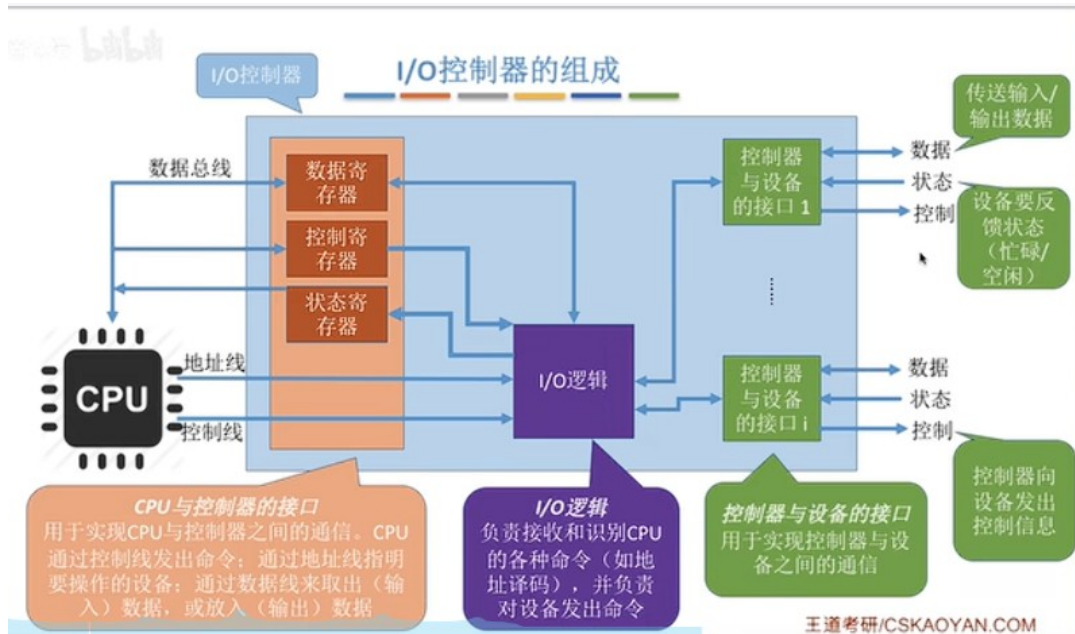 bilibili
I/O控制器
I/O控制器的组成
传送输入/
输出数据
数据总线
数据寄
存器
控制寄
存器
状态寄
存器
控制器
与设备
的接口 1
数据
状态
控制
设备要反
馈状态
（忙碌/
空闲）
CPU
地址线
控制线
I/O逻辑
控制器
与设备
的接口 i
数据
状态
控制
控制器向
设备发出
控制信息
CPU与控制器的接口
用于实现CPU与控制器之间的通信。CPU
通过控制线发出命令；通过地址线指明
要操作的设备；通过数据线来取出（输
入）数据，或放入（输出）数据
I/O逻辑
负责接收和识别CPU
的各种命令（如地
址译码），并负责
对设备发出命令
控制器与设备的接口
用于实现控制器与设
备之间的通信
王道考研/CSKAOYAN.COM